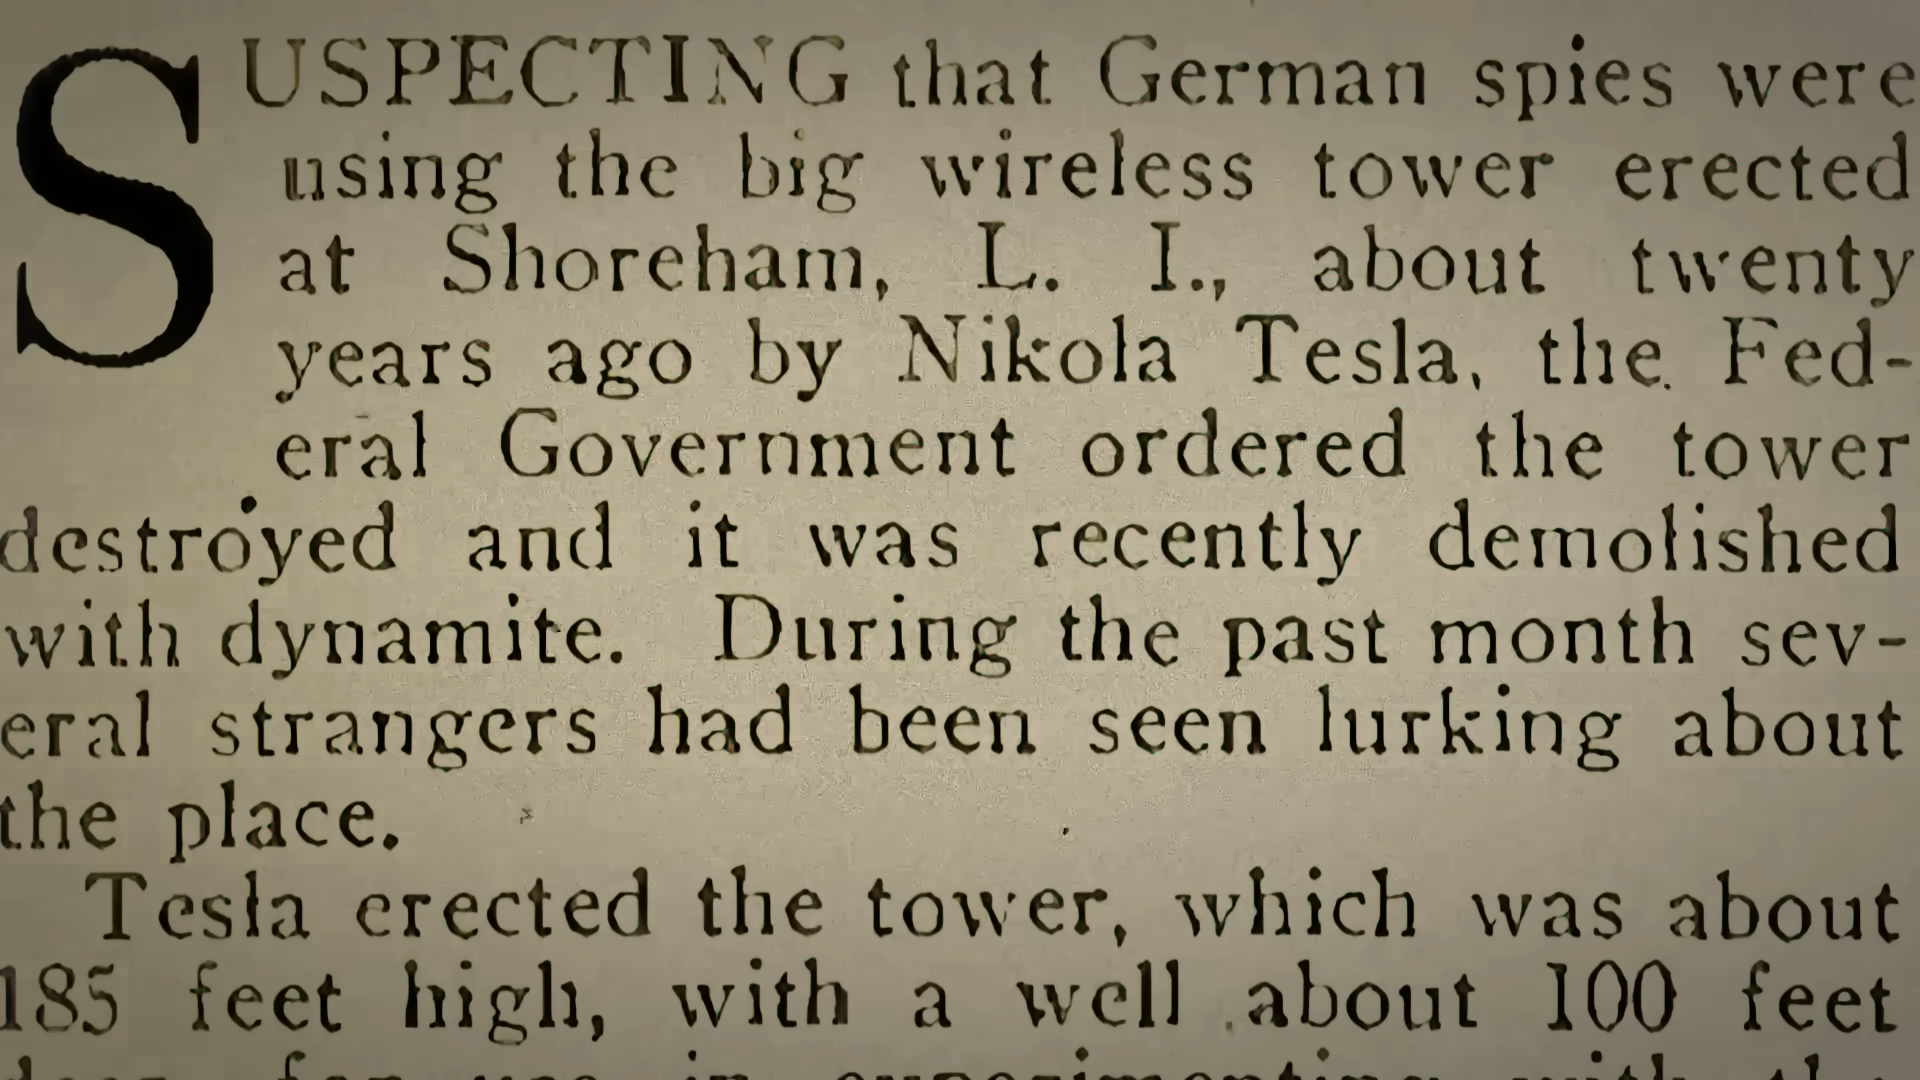 SUSPECTING that German spies were
using the big wireless tower erected
at Shoreham, L. I., about twenty
years ago by Nikola Tesla, the Fed-
eral Government ordered the tower
destroyed and it was recently demolished
with dynamite. During the past month sev-
eral strangers had been seen lurking about
the place.
Tesla erected the tower, which was about
185 feet high, with a well about 100 feet